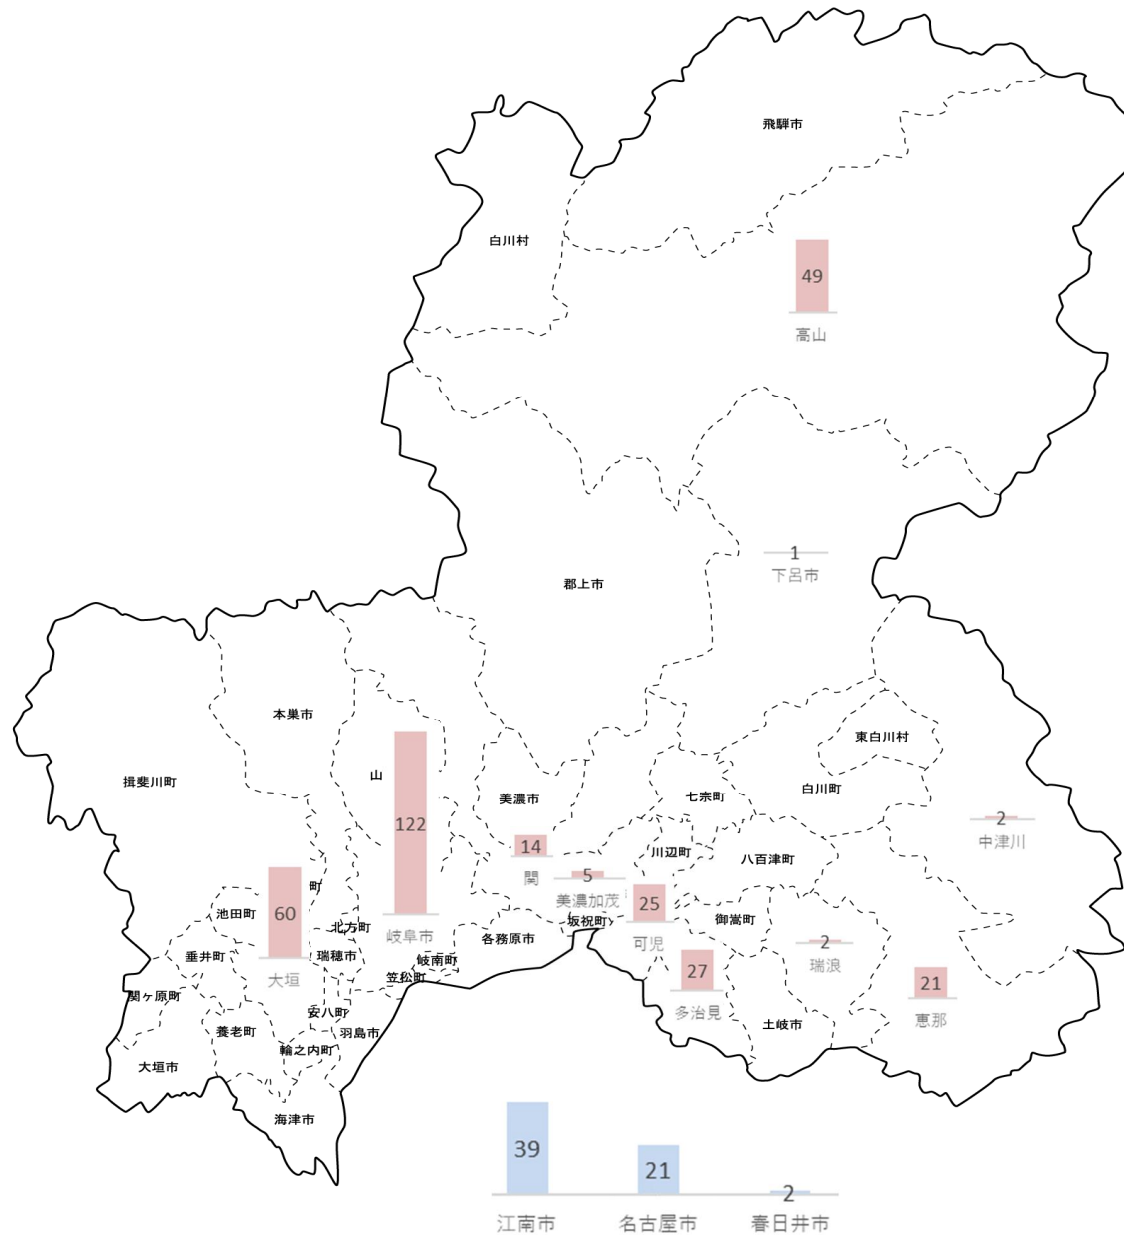 飛騨市
白川村
49
高山
1
下呂市
郡上市
本巣市
東白川村
揖斐川町
山
122
岐阜市
美濃市
七宗町
白川町
2
中津川
14
関
川辺町
八百津町
5
美濃加茂
25
可児
坂祝町
御嵩町
町
60
大垣
池田町
北方町
各務原市
垂井町
瑞穂市
岐南町
笠松町
2
瑞浪
27
多治見
21
恵那
関ヶ原町
安八町
養老町
羽島市
土岐市
輪之内町
大垣市
海津市
39
江南市
21
名古屋市
2
春日井市